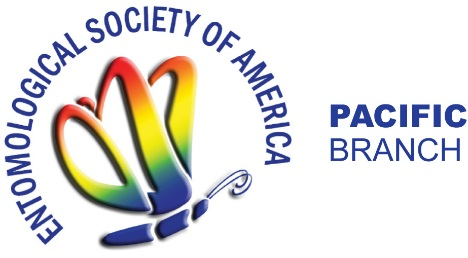 ENTOMOLOGICAL SOCIETY OF AMERICA
PACIFIC
BRANCH